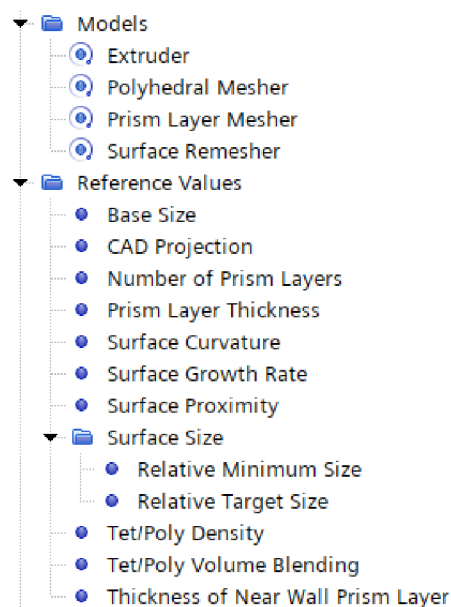 Models
Extruder
Polyhedral Mesher
Prism Layer Mesher
Surface Remesher
Reference Values
Base Size
CAD Projection
Number of Prism Layers
Prism Layer Thickness
Surface Curvature
Surface Growth Rate
Surface Proximity
Surface Size
Relative Minimum Size
Relative Target Size
Tet/Poly Density
Tet/Poly Volume Blending
Thickness of Near Wall Prism Layer